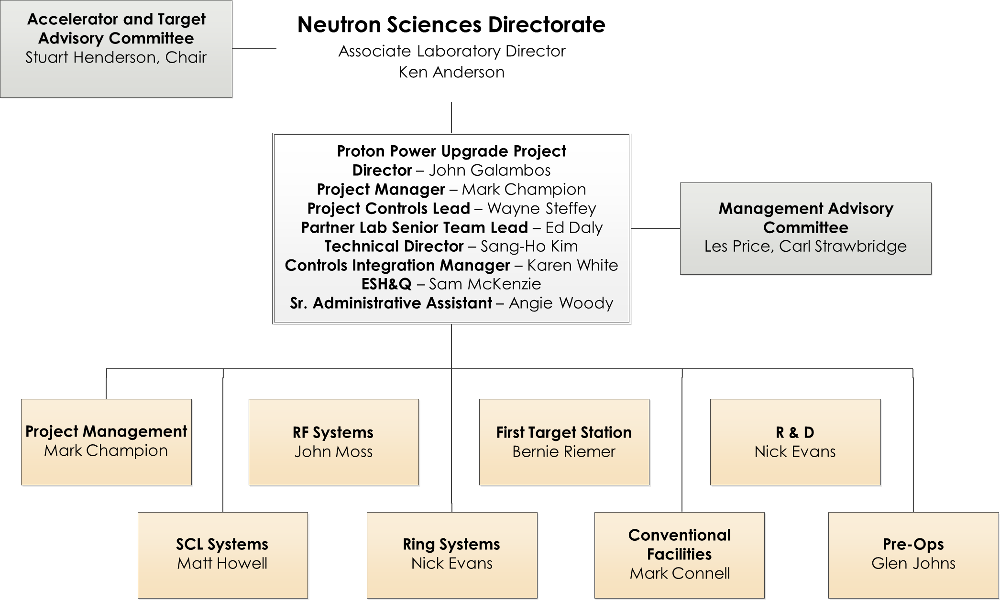 Accelerator and Target
Advisory Committee
Stuart Henderson, Chair
Neutron Sciences Directorate
Associate Laboratory Director
Ken Anderson
Proton Power Upgrade Project
Director – John Galambos
Project Manager – Mark Champion
Project Controls Lead – Wayne Steffey
Partner Lab Senior Team Lead – Ed Daly
Technical Director – Sang-Ho Kim
Controls Integration Manager – Karen White
ESH&Q – Sam McKenzie
Sr. Administrative Assistant – Angie Woody
Management Advisory
Committee
Les Price, Carl Strawbridge
Project Management
Mark Champion
RF Systems
John Moss
First Target Station
Bernie Riemer
R & D
Nick Evans
SCL Systems
Matt Howell
Ring Systems
Nick Evans
Conventional
Facilities
Mark Connell
Pre-Ops
Glen Johns